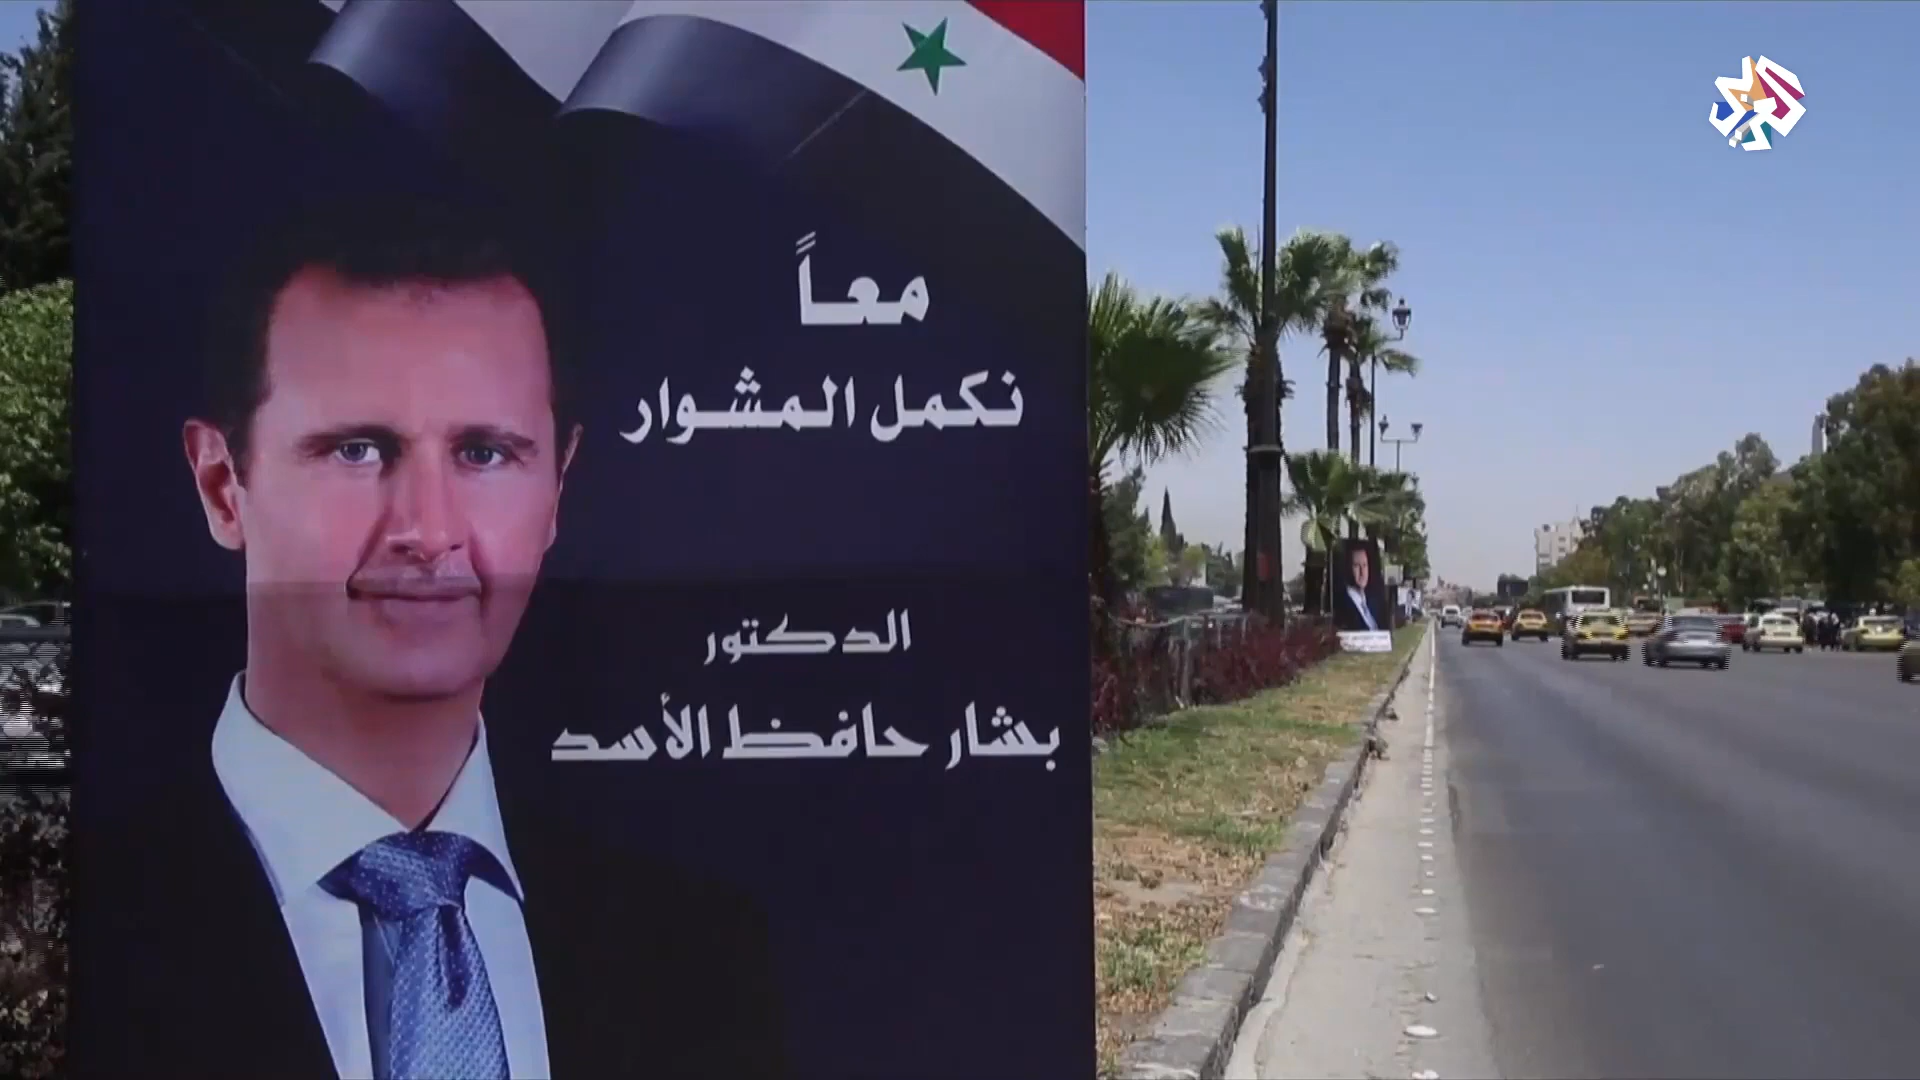 معاً
نكمل المشوار
الدكتور
بشار حافظ الأسد